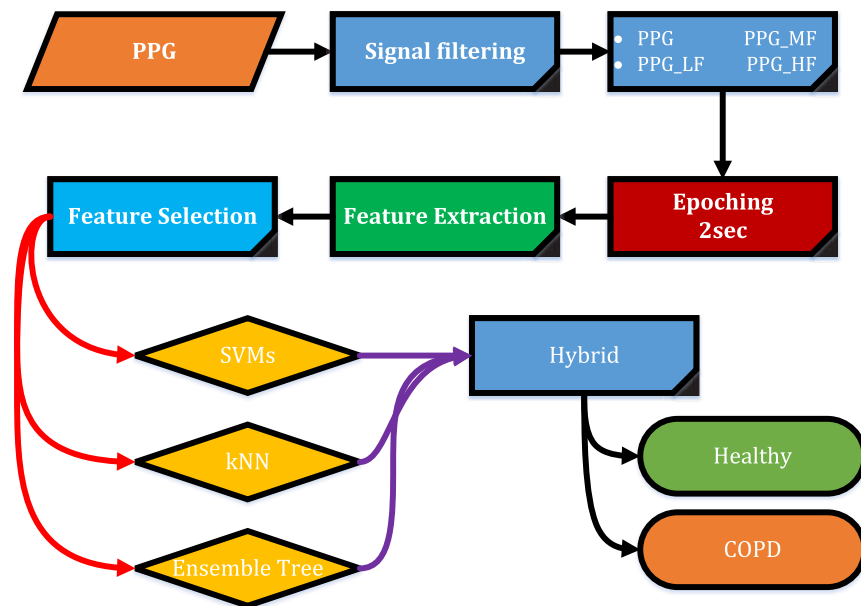 PPG
Signal filtering
• PPG PPG_MF
• PPG_LF PPG_HF
Feature Selection
Feature Extraction
Epoching
2sec
SVMs
Hybrid
kNN
Healthy
Ensemble Tree
COPD